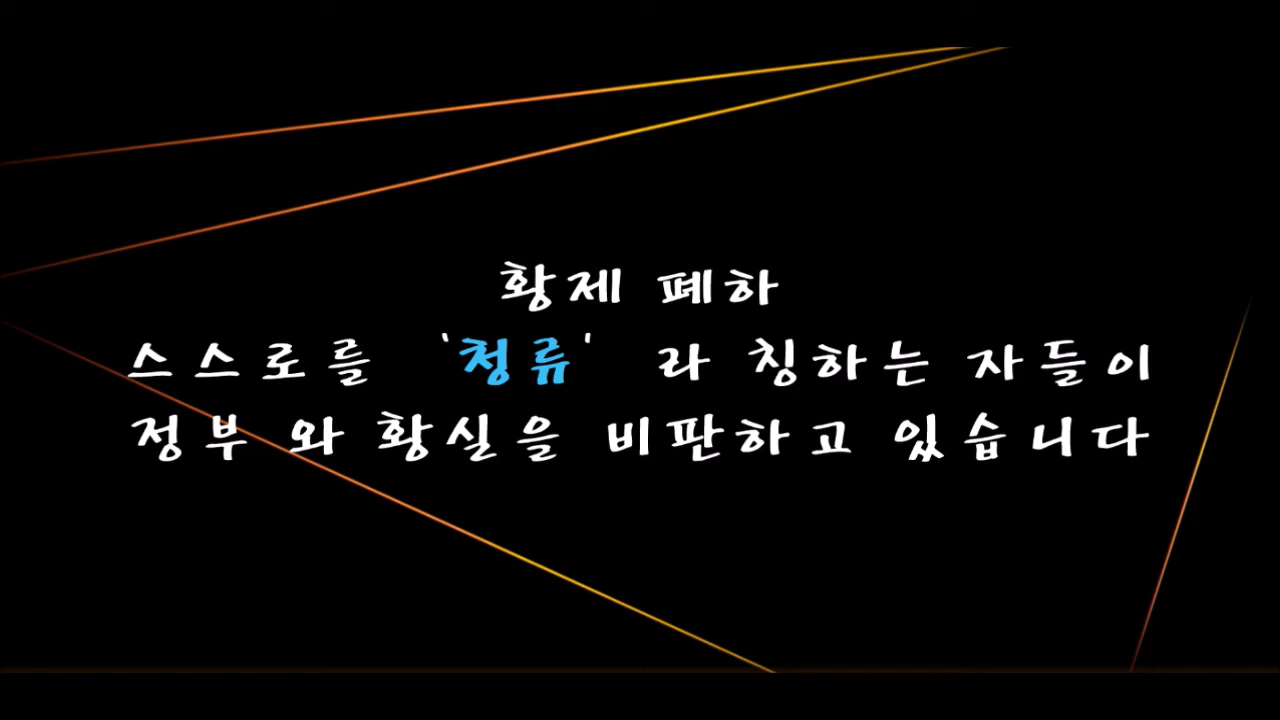 황제 폐하
스스로를 '청류' 라 칭하는 자들이
정부 와 황실을 비판하고 있습니다